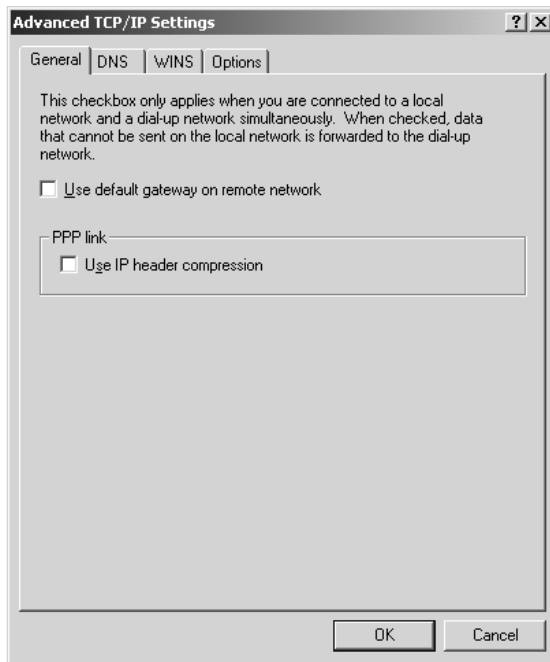 Advanced TCP/IP Settings
General DNS WINS Options
This checkbox only applies when you are connected to a local
network and a dial-up network simultaneously. When checked, data
that cannot be sent on the local network is forwarded to the dial-up
network.
Use default gateway on remote network
PPP link
Use IP header compression
OK Cancel